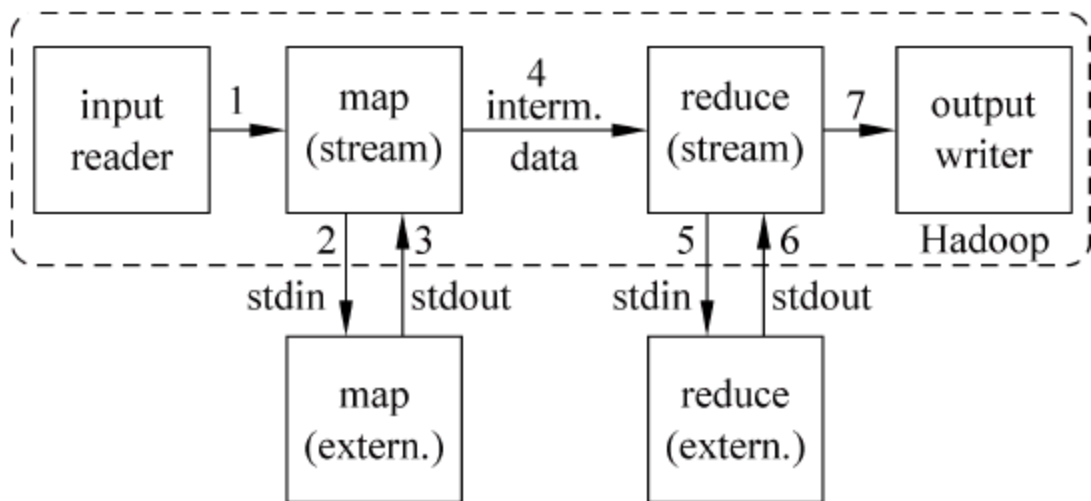 input
reader
1
map
(stream)
4
interm.
data
reduce
(stream)
7
output
writer
Hadoop
2
3
5
6
stdin
stdout
stdin
stdout
map
(extern.)
reduce
(extern.)